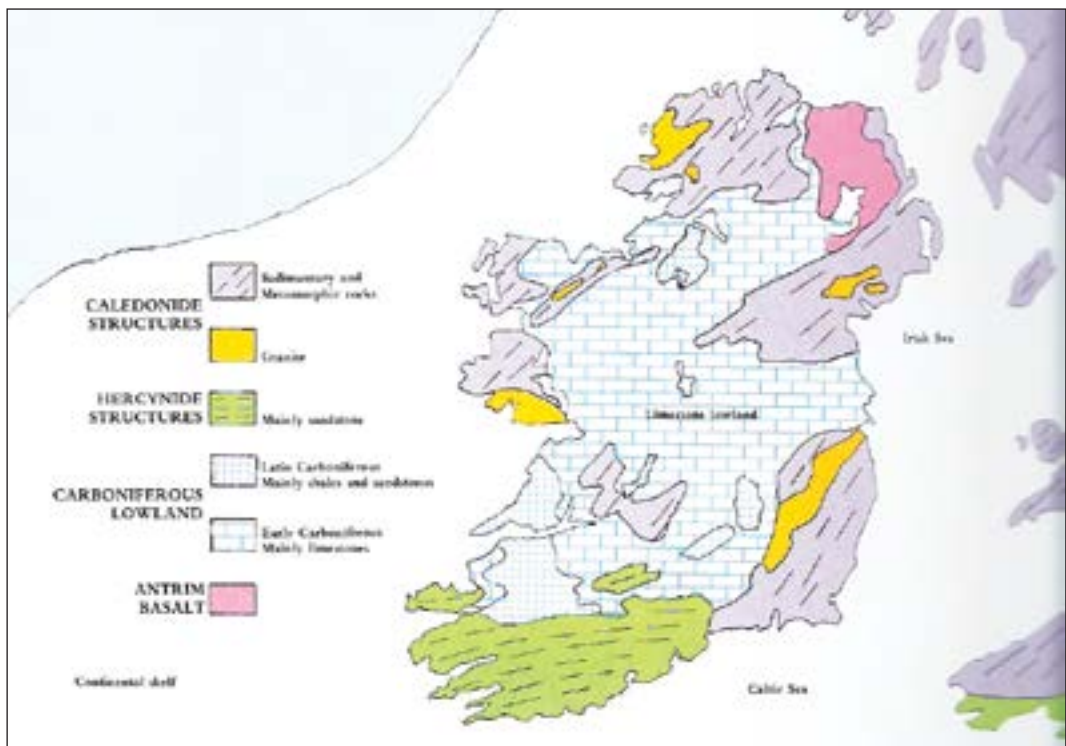 CALEDONIDE
STRUCTURES
Sedimentary and
Metamorphic rocks
Granite
HERCYNIDE
STRUCTURES
Mainly sandstone
CARBONIFEROUS
LOWLAND
Late Carboniferous
Mainly shales and sandstones
Early Carboniferous
Mainly limestones
ANTRIM
BASALT
Continental shelf
Limestone lowland
Irish Sea
Celtic Sea